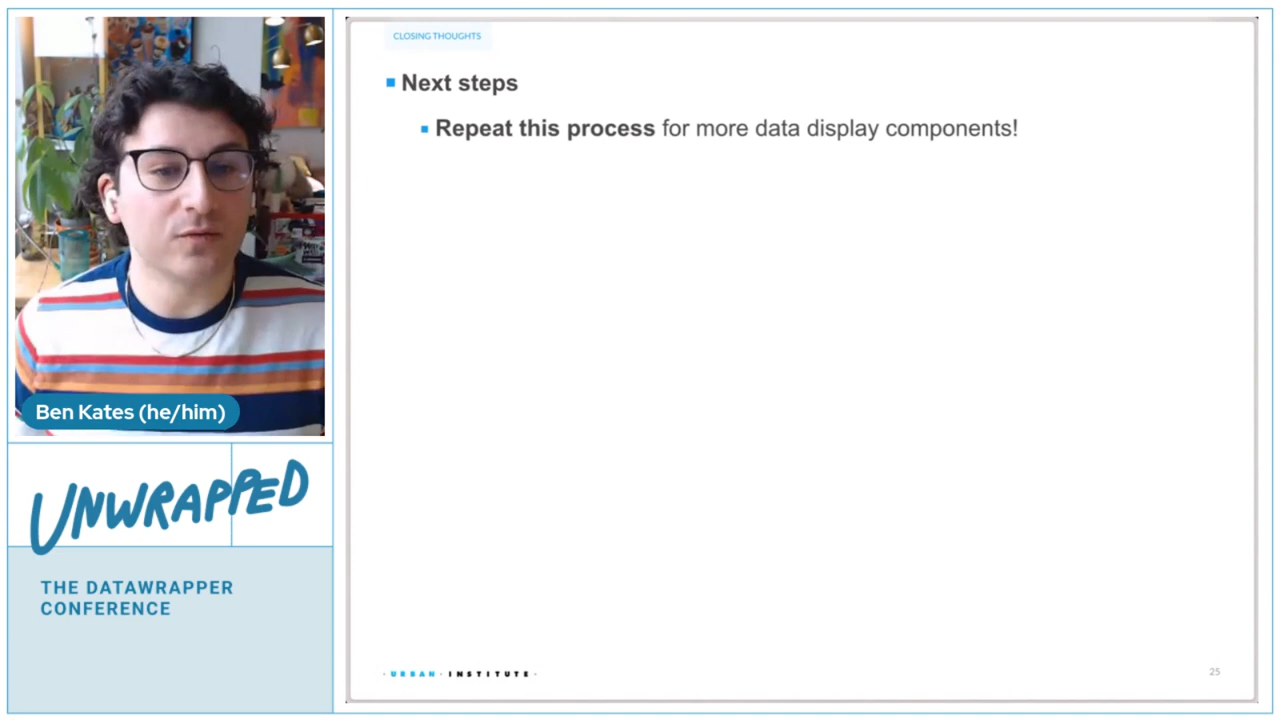 CLOSING THOUGHTS
Next steps
Repeat this process for more data display components!
Ben Kates (he/him)
UNWRAPPED
THE DATAWRAPPER
CONFERENCE
· URBAN · INSTITUTE ·
25